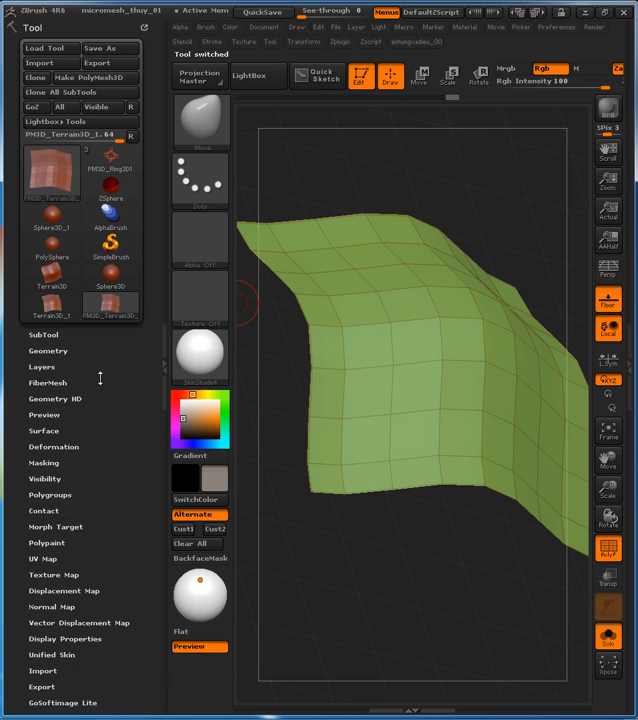 ZBrush 4R6 micromesh_thuy_01 • Active Mem QuickSave See-through 0 Menus DefaultZScript
Tool
Alpha Brush Color Document Draw Edit File Layer Light Macro Marker Material Movie Picker Preferences Render
Stencil Stroke Texture Tool Transform Zplugin Zscript
Tool switched
Load Tool Save As
Import Export
Clone Make PolyMesh3D
Clone All SubTools
GoZ All Visible R
Lightbox▸Tools
PM3D_Terrain3D_1.64 R
3
PM3D_Terrain3D_
PM3D_Ring3D1
ZSphere
Sphere3D_1 AlphaBrush
PolySphere SimpleBrush
Terrain3D Sphere3D
Terrain3D_1 PM3D_Terrain3D_
SubTool
Geometry
Layers
FiberMesh
Geometry HD
Preview
Surface
Deformation
Masking
Visibility
Polygroups
Contact
Morph Target
Polypaint
UV Map
Texture Map
Displacement Map
Normal Map
Vector Displacement Map
Display Properties
Unified Skin
Import
Export
GoSoftimage Lite
Projection Master
LightBox
Quick Sketch
Edit
Draw
Move
Scale
Rotate
Mrgb Rgb M Za
Rgb Intensity 100
Move
Dots
Alpha Off
Texture Off
SkinShade4
Gradient
SwitchColor
Alternate
Cust1 Cust2
Clear All
BackfaceMask
Flat
Preview
BPR
SPix 3
Scroll
Zoom
Actual
AAHalf
Persp
Floor
Local
L.Sym
XYZ
Frame
Move
Scale
Rotate
PolyF
Transp
Solo
Xpose